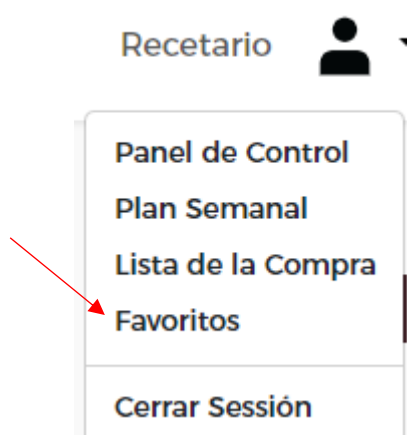 Recetario
Panel de Control
Plan Semanal
Lista de la Compra
Favoritos
Cerrar Sessión